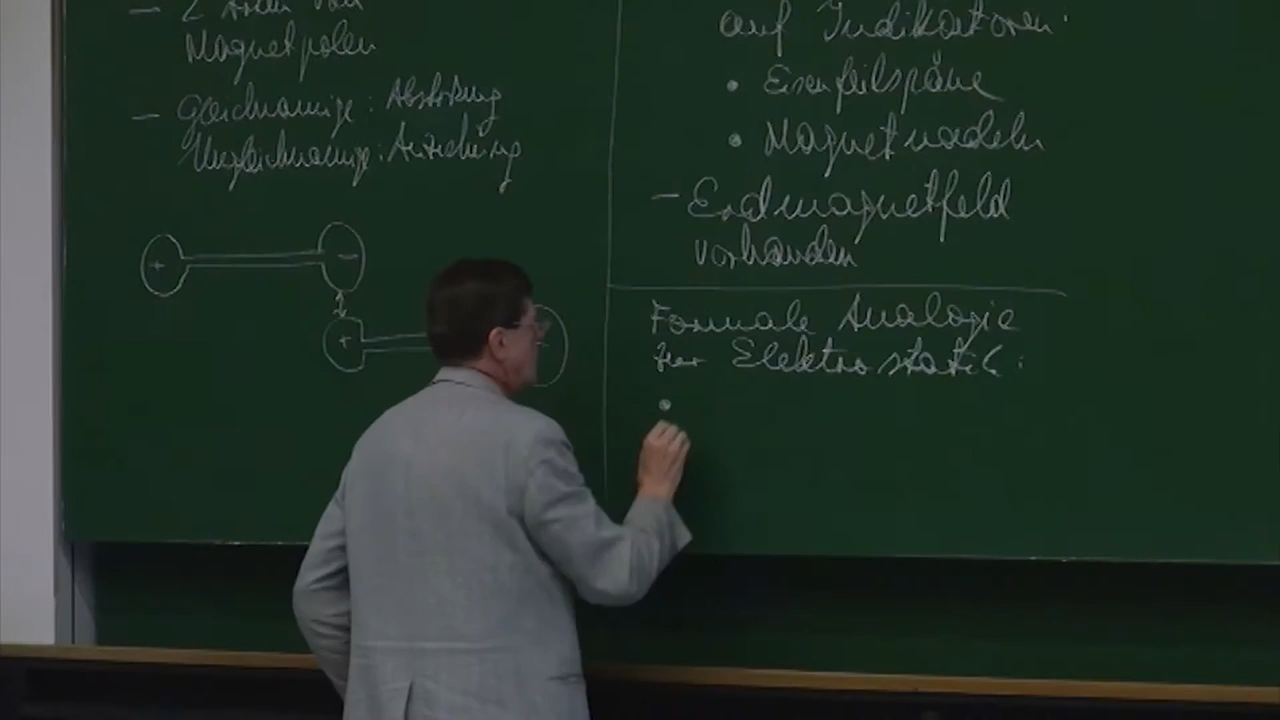 - 2 Arten von
Magnetpolen
- Gleichnamige: Abstoßung
Ungleichnamige: Anziehung
+ -
+ -
auf Indikatoren:
• Eisenfeilspäne
• Magnetnadeln
- Erdmagnetfeld
vorhanden
Formale Analogie
zur Elektrostatik:
•